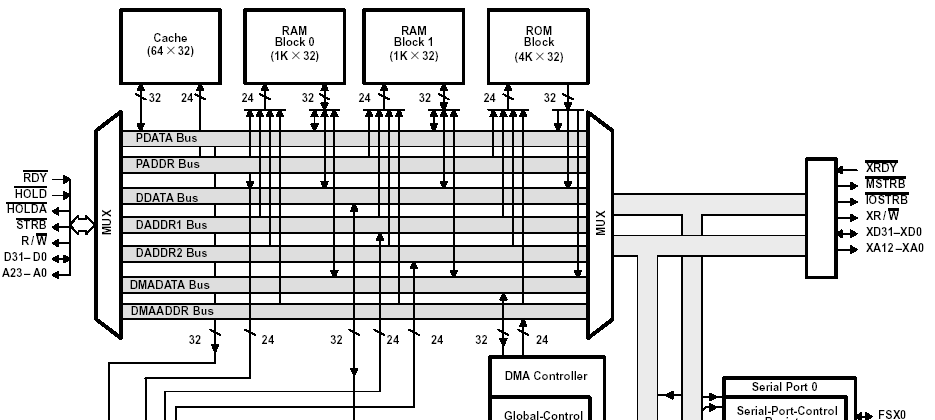 Cache
(64 × 32)
RAM
Block 0
(1K × 32)
RAM
Block 1
(1K × 32)
ROM
Block
(4K × 32)
32
24
24
32
24
32
24
32
PDATA Bus
PADDR Bus
DDATA Bus
DADDR1 Bus
DADDR2 Bus
DMADATA Bus
DMAADDR Bus
MUX
MUX
RDY
HOLD
HOLDA
STRB
R/W
D31–D0
A23–A0
XRDY
MSTRB
IOSTRB
XR/W
XD31–XD0
XA12–XA0
32
24
32
24
24
32
24
DMA Controller
Global-Control
Serial Port 0
Serial-Port-Control
FSX0